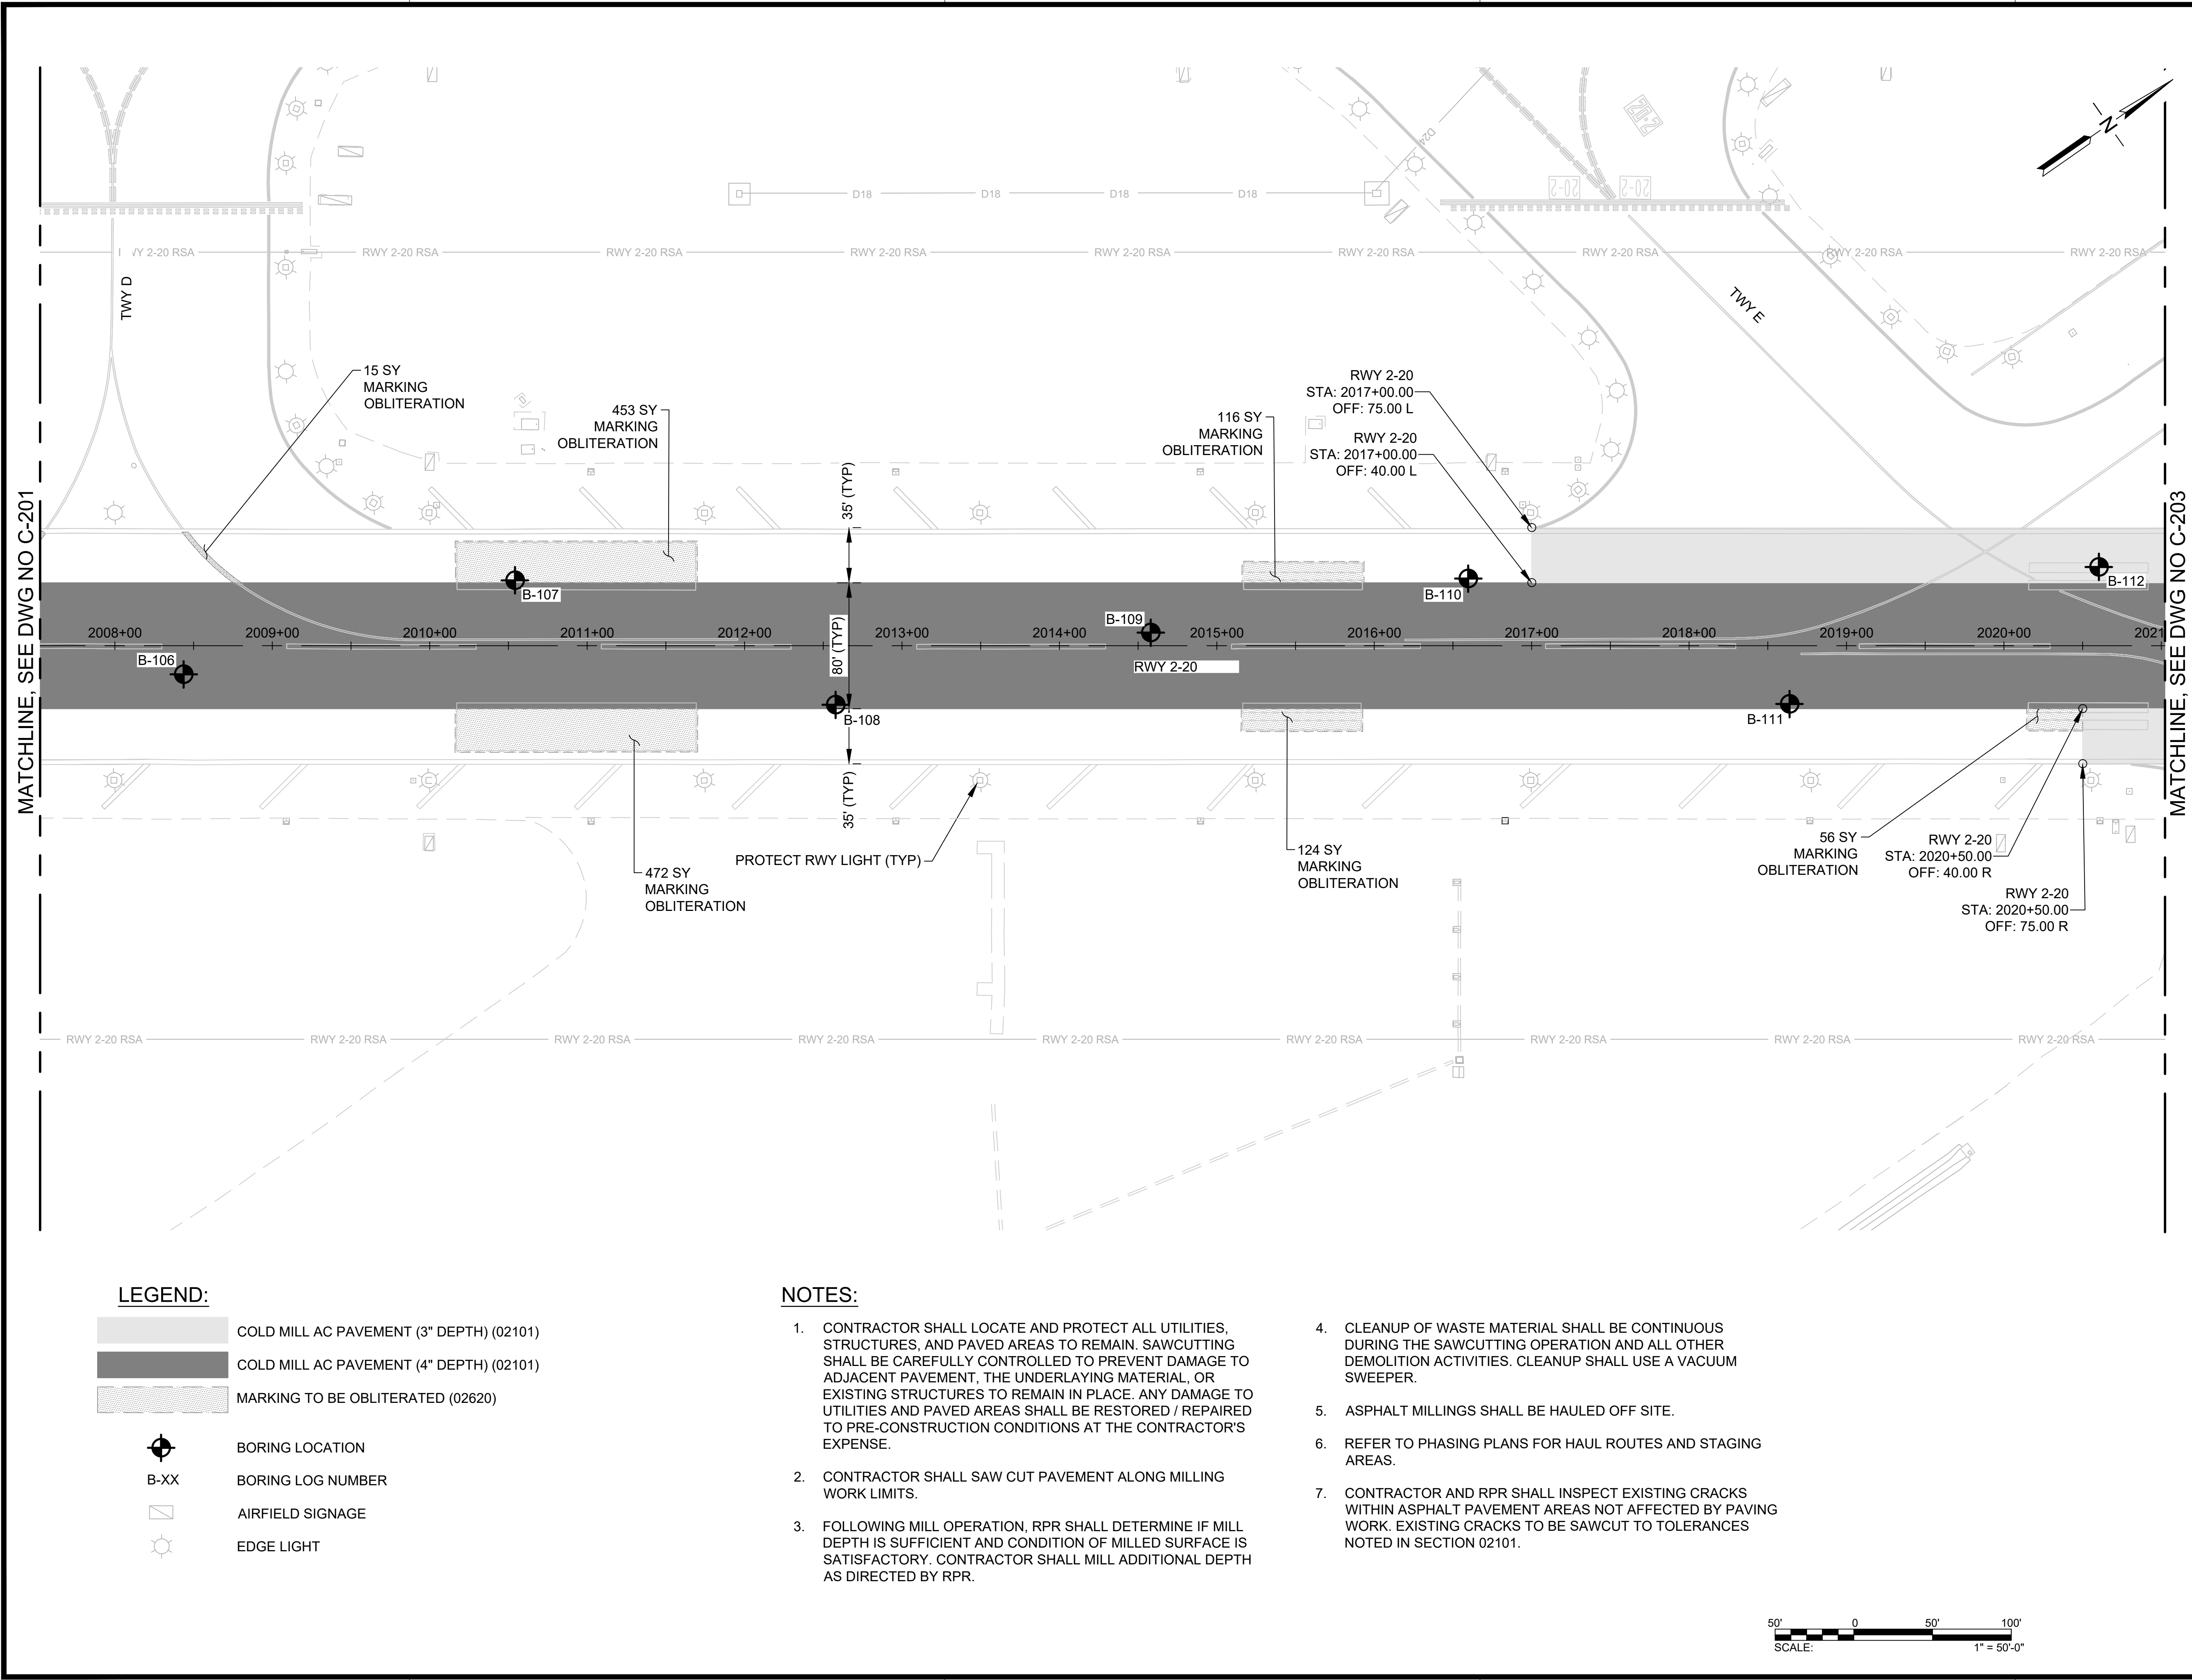 D24
20-2
D18
D18
D18
D18
20-2
20-2
RWY 2-20 RSA
RWY 2-20 RSA
RWY 2-20 RSA
RWY 2-20 RSA
RWY 2-20 RSA
RWY 2-20 RSA
RWY 2-20 RSA
RWY 2-20 RSA
N
TWY D
TWY E
15 SY
MARKING
OBLITERATION
453 SY
MARKING
OBLITERATION
116 SY
MARKING
OBLITERATION
RWY 2-20
STA: 2017+00.00
OFF: 75.00 L
RWY 2-20
STA: 2017+00.00
OFF: 40.00 L
MATCHLINE, SEE DWG NO C-201
MATCHLINE, SEE DWG NO C-203
35' (TYP)
80' (TYP)
35' (TYP)
B-107
B-110
B-112
B-109
2008+00
2009+00
2010+00
2011+00
2012+00
2013+00
2014+00
2015+00
2016+00
2017+00
2018+00
2019+00
2020+00
2021
B-106
RWY 2-20
B-108
B-111
PROTECT RWY LIGHT (TYP)
472 SY
MARKING
OBLITERATION
124 SY
MARKING
OBLITERATION
56 SY
MARKING
OBLITERATION
RWY 2-20
STA: 2020+50.00
OFF: 40.00 R
RWY 2-20
STA: 2020+50.00
OFF: 75.00 R
RWY 2-20 RSA
RWY 2-20 RSA
RWY 2-20 RSA
RWY 2-20 RSA
RWY 2-20 RSA
RWY 2-20 RSA
RWY 2-20 RSA
RWY 2-20 RSA
RWY 2-20 RSA
LEGEND:
COLD MILL AC PAVEMENT (3" DEPTH) (02101)
COLD MILL AC PAVEMENT (4" DEPTH) (02101)
MARKING TO BE OBLITERATED (02620)
BORING LOCATION
B-XX BORING LOG NUMBER
AIRFIELD SIGNAGE
EDGE LIGHT
NOTES:
1. CONTRACTOR SHALL LOCATE AND PROTECT ALL UTILITIES,
STRUCTURES, AND PAVED AREAS TO REMAIN. SAWCUTTING
SHALL BE CAREFULLY CONTROLLED TO PREVENT DAMAGE TO
ADJACENT PAVEMENT, THE UNDERLAYING MATERIAL, OR
EXISTING STRUCTURES TO REMAIN IN PLACE. ANY DAMAGE TO
UTILITIES AND PAVED AREAS SHALL BE RESTORED / REPAIRED
TO PRE-CONSTRUCTION CONDITIONS AT THE CONTRACTOR'S
EXPENSE.
2. CONTRACTOR SHALL SAW CUT PAVEMENT ALONG MILLING
WORK LIMITS.
3. FOLLOWING MILL OPERATION, RPR SHALL DETERMINE IF MILL
DEPTH IS SUFFICIENT AND CONDITION OF MILLED SURFACE IS
SATISFACTORY. CONTRACTOR SHALL MILL ADDITIONAL DEPTH
AS DIRECTED BY RPR.
4. CLEANUP OF WASTE MATERIAL SHALL BE CONTINUOUS
DURING THE SAWCUTTING OPERATION AND ALL OTHER
DEMOLITION ACTIVITIES. CLEANUP SHALL USE A VACUUM
SWEEPER.
5. ASPHALT MILLINGS SHALL BE HAULED OFF SITE.
6. REFER TO PHASING PLANS FOR HAUL ROUTES AND STAGING
AREAS.
7. CONTRACTOR AND RPR SHALL INSPECT EXISTING CRACKS
WITHIN ASPHALT PAVEMENT AREAS NOT AFFECTED BY PAVING
WORK. EXISTING CRACKS TO BE SAWCUT TO TOLERANCES
NOTED IN SECTION 02101.
50' 0 50' 100'
SCALE: 1" = 50'-0"